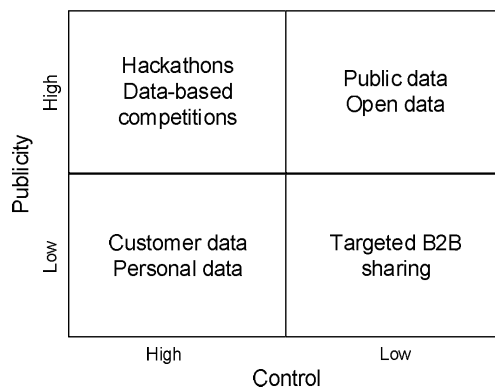 Publicity
High
Hackathons
Data-based
competitions
Public data
Open data
Low
Customer data
Personal data
Targeted B2B
sharing
High
Low
Control